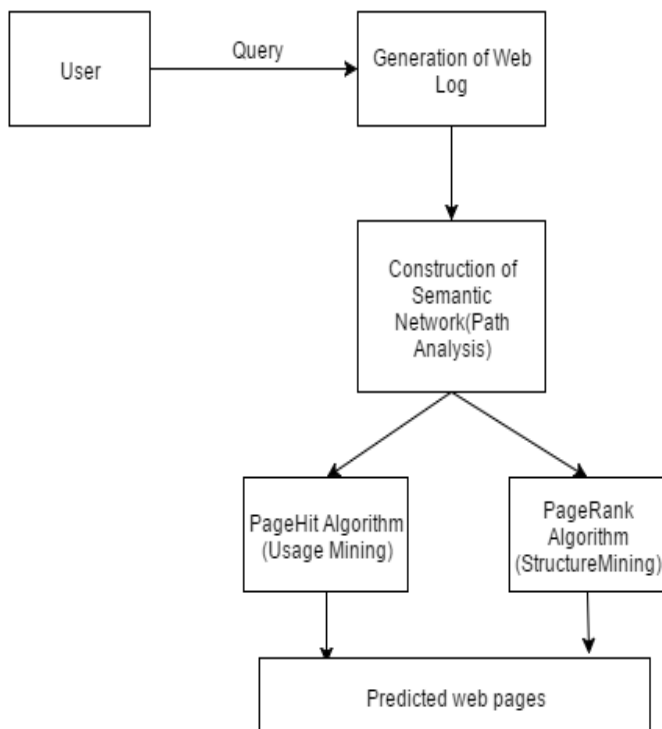 User
Query
Generation of Web
Log
Construction of
Semantic
Network(Path
Analysis)
PageHit Algorithm
(Usage Mining)
PageRank
Algorithm
(StructureMining)
Predicted web pages